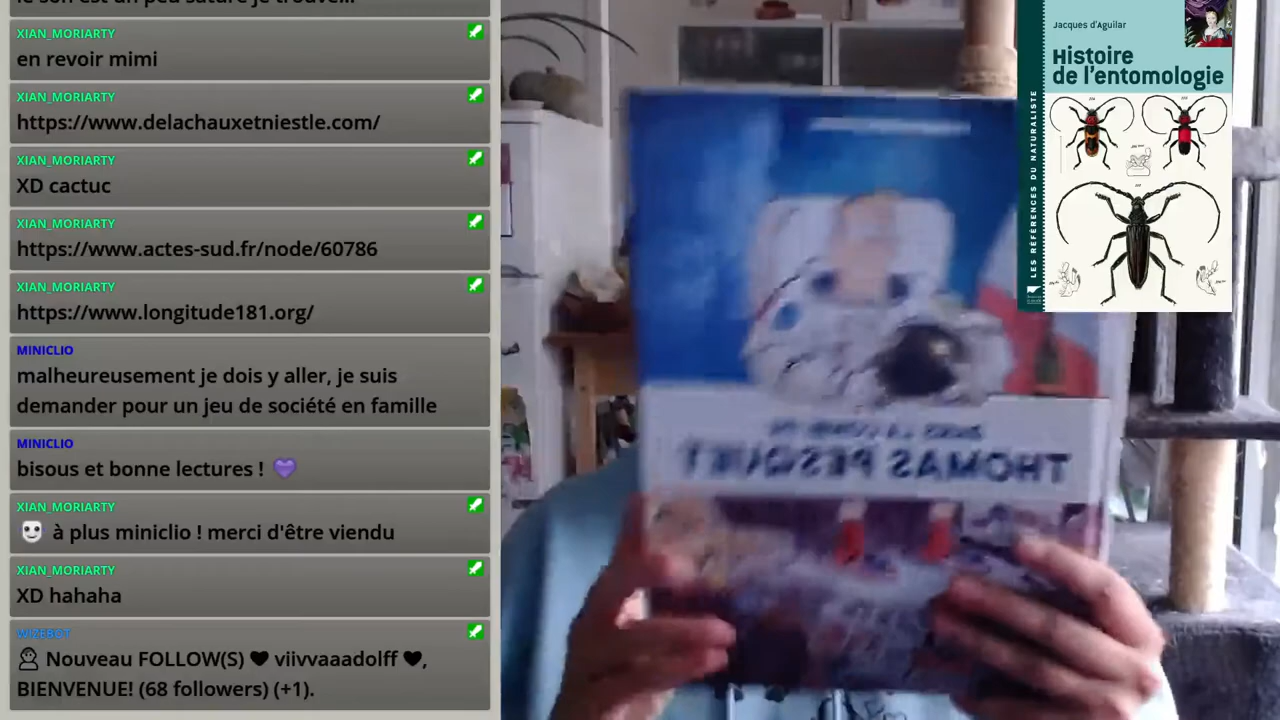 XIAN_MORIARTY
en revoir mimi
XIAN_MORIARTY
https://www.delachauxetniestle.com/
XIAN_MORIARTY
XD cactuc
XIAN_MORIARTY
https://www.actes-sud.fr/node/60786
XIAN_MORIARTY
https://www.longitude181.org/
MINICLIO
malheureusement je dois y aller, je suis
demander pour un jeu de société en famille
MINICLIO
bisous et bonne lectures ! 💜
XIAN_MORIARTY
à plus miniclio ! merci d'être viendu
XIAN_MORIARTY
XD hahaha
WIZEBOT
Nouveau FOLLOW(S) ♥ viivvaaadolff ♥,
BIENVENUE! (68 followers) (+1).
THOMAS PESQUET
Jacques d'Aguilar
Histoire
de l'entomologie
LES RÉFÉRENCES DU NATURALISTE